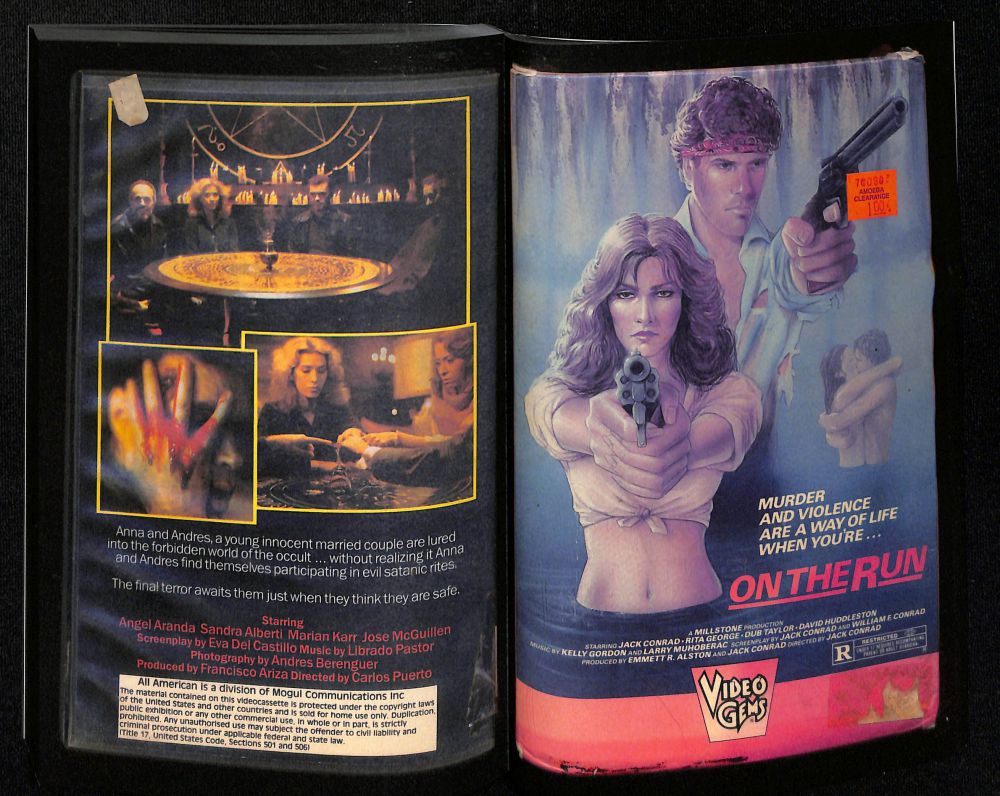 Anna and Andres, a young innocent married couple are lured
into the forbidden world of the occult ... without realizing it Anna
and Andres find themselves participating in evil satanic rites.
The final terror awaits them just when they think they are safe.
Starring
Angel Aranda Sandra Alberti Marian Karr Jose McGuillen
Screenplay by Eva Del Castillo Music by Librado Pastor
Photography by Andres Berenguer
Produced by Francisco Ariza Directed by Carlos Puerto
All American is a division of Mogul Communications Inc
The material contained on this videocassette is protected under the copyright laws
of the United States and other countries and is sold for home use only. Duplication,
public exhibition or any other commercial use, in whole or in part, is strictly
prohibited. Any unauthorised use may subject the offender to civil liability and
criminal prosecution under applicable federal and state law.
(Title 17, United States Code, Sections 501 and 506)
AMOEBA
CLEARANCE
1.00
MURDER
AND VIOLENCE
ARE A WAY OF LIFE
WHEN YOU'RE ...
ON THE RUN
A MILLSTONE PRODUCTION
STARRING JACK CONRAD • RITA GEORGE • DUB TAYLOR • DAVID HUDDLESTON
MUSIC BY KELLY GORDON AND LARRY MUHOBERAC SCREENPLAY BY JACK CONRAD AND WILLIAM F. CONRAD
PRODUCED BY EMMETT R. ALSTON AND JACK CONRAD DIRECTED BY JACK CONRAD
R RESTRICTED
VIDEO
GEMS